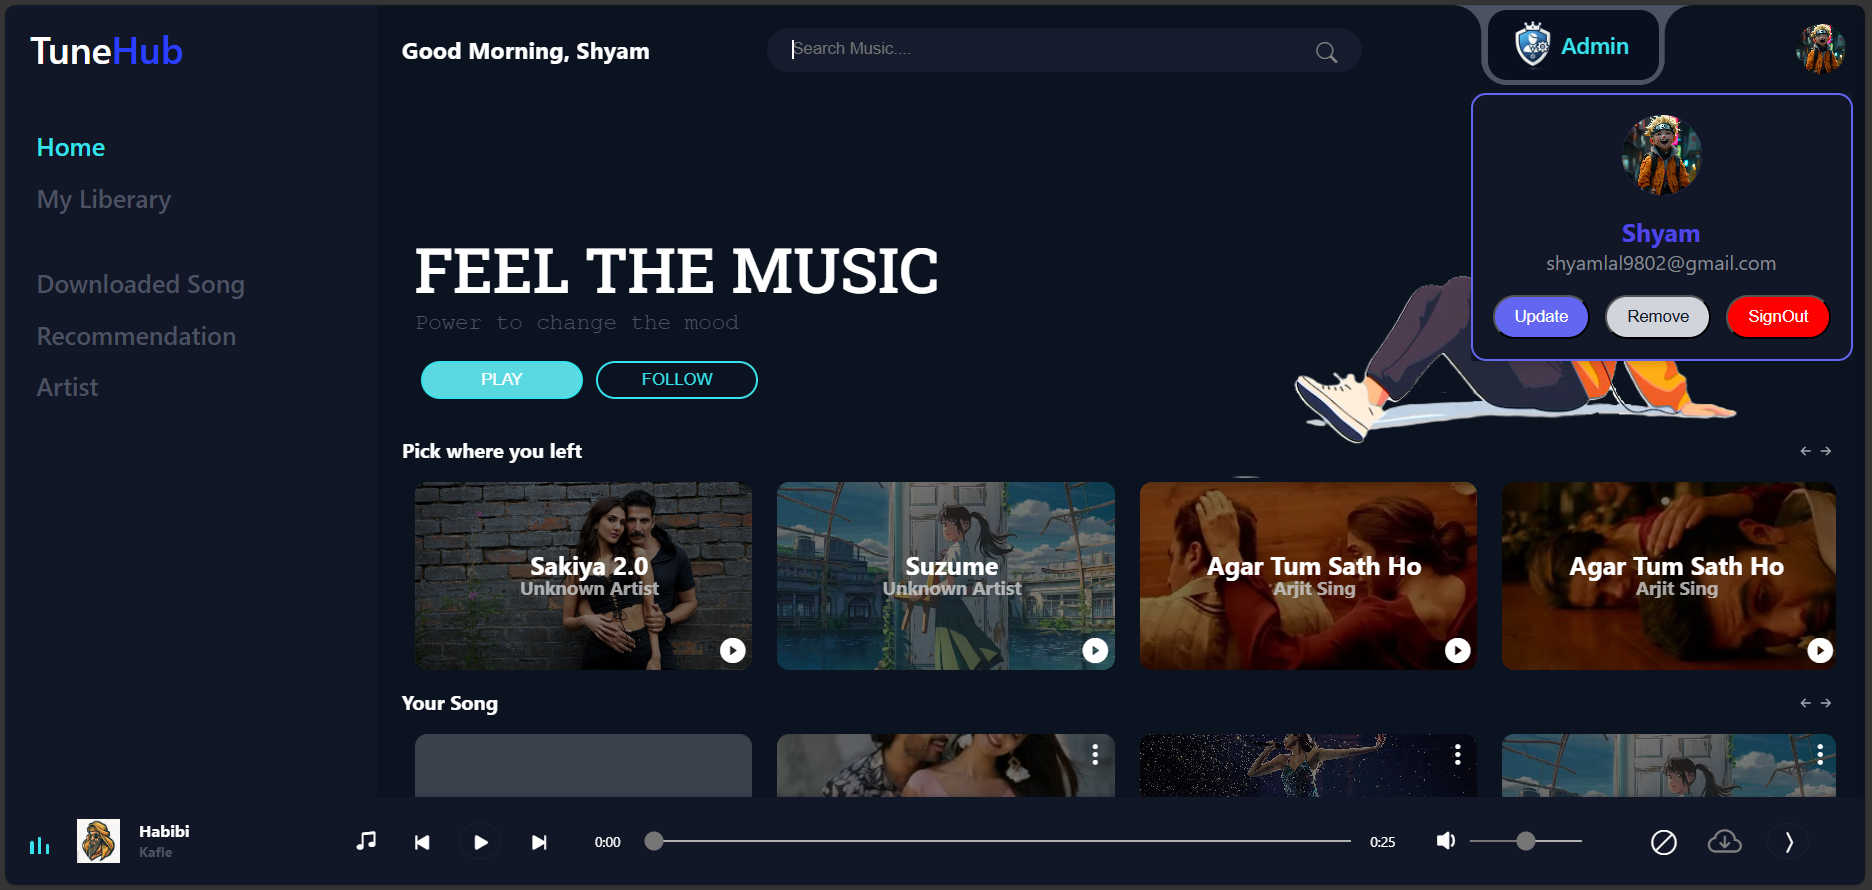 TuneHub
Good Morning, Shyam
Search Music....
Admin
Home
My Liberary
Downloaded Song
Recommendation
Artist
Shyam
shyamlal9802@gmail.com
Update
Remove
SignOut
FEEL THE MUSIC
Power to change the mood
PLAY
FOLLOW
Pick where you left
Sakiya 2.0
Unknown Artist
Suzume
Unknown Artist
Agar Tum Sath Ho
Arjit Sing
Agar Tum Sath Ho
Arjit Sing
Your Song
Habibi
Kafle
0:00
0:25